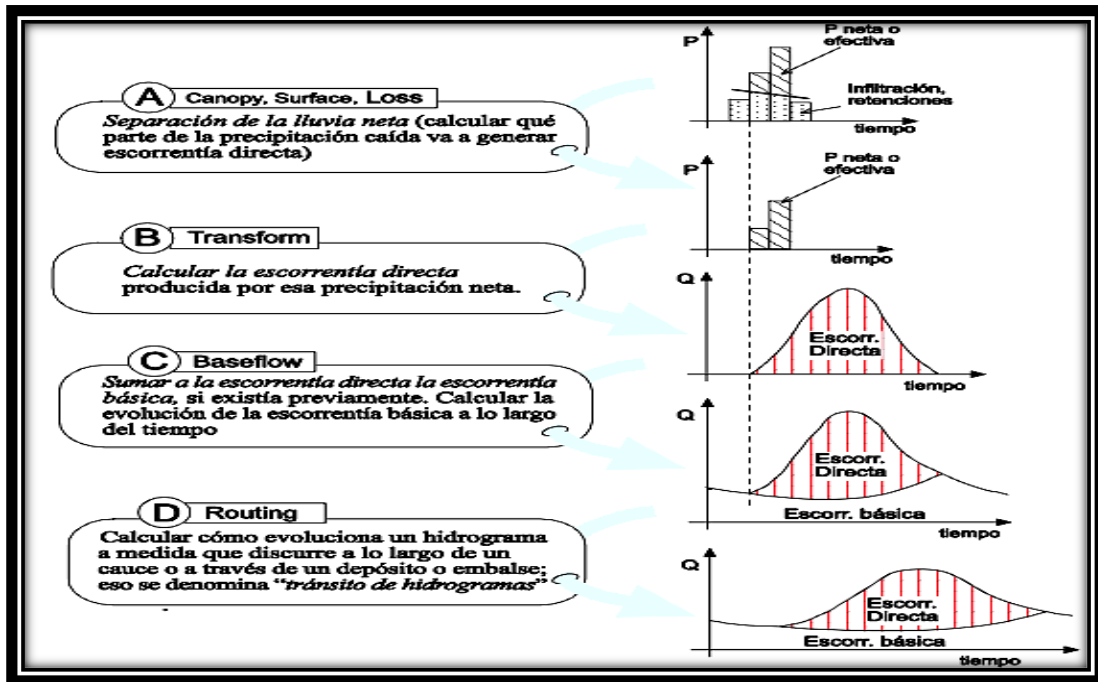 A Canopy, Surface, Loss
Separación de la lluvia neta (calcular qué
parte de la precipitación caída va a generar
escorrentía directa)
P
P neta o
efectiva
Infiltración,
retenciones
tiempo
P
P neta o
efectiva
tiempo
B Transform
Calcular la escorrentía directa
producida por esa precipitación neta.
Q
Escorr.
Directa
tiempo
C Baseflow
Sumar a la escorrentía directa la escorrentía
básica, si existía previamente. Calcular la
evolución de la escorrentía básica a lo largo
del tiempo
Q
Escorr.
Directa
Escorr. básica
tiempo
D Routing
Calcular cómo evoluciona un hidrograma
a medida que discurre a lo largo de un
cauce o a través de un depósito o embalse;
eso se denomina “tránsito de hidrogramas”
Q
Escorr.
Directa
Escorr. básica
tiempo